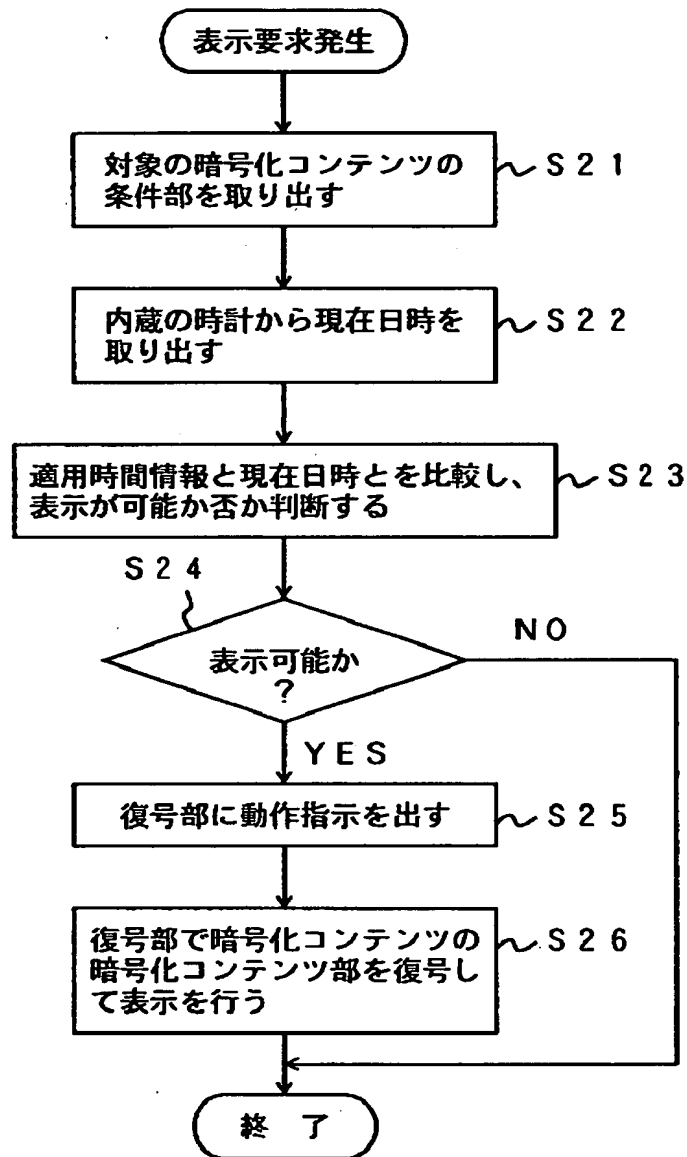 表示要求発生
対象の暗号化コンテンツの
条件部を取り出す
S21
内蔵の時計から現在日時を
取り出す
S22
適用時間情報と現在日時とを比較し、
表示が可能か否か判断する
S23
S24
表示可能か
?
NO
YES
復号部に動作指示を出す
S25
復号部で暗号化コンテンツの
暗号化コンテンツ部を復号し
て表示を行う
S26
終 了